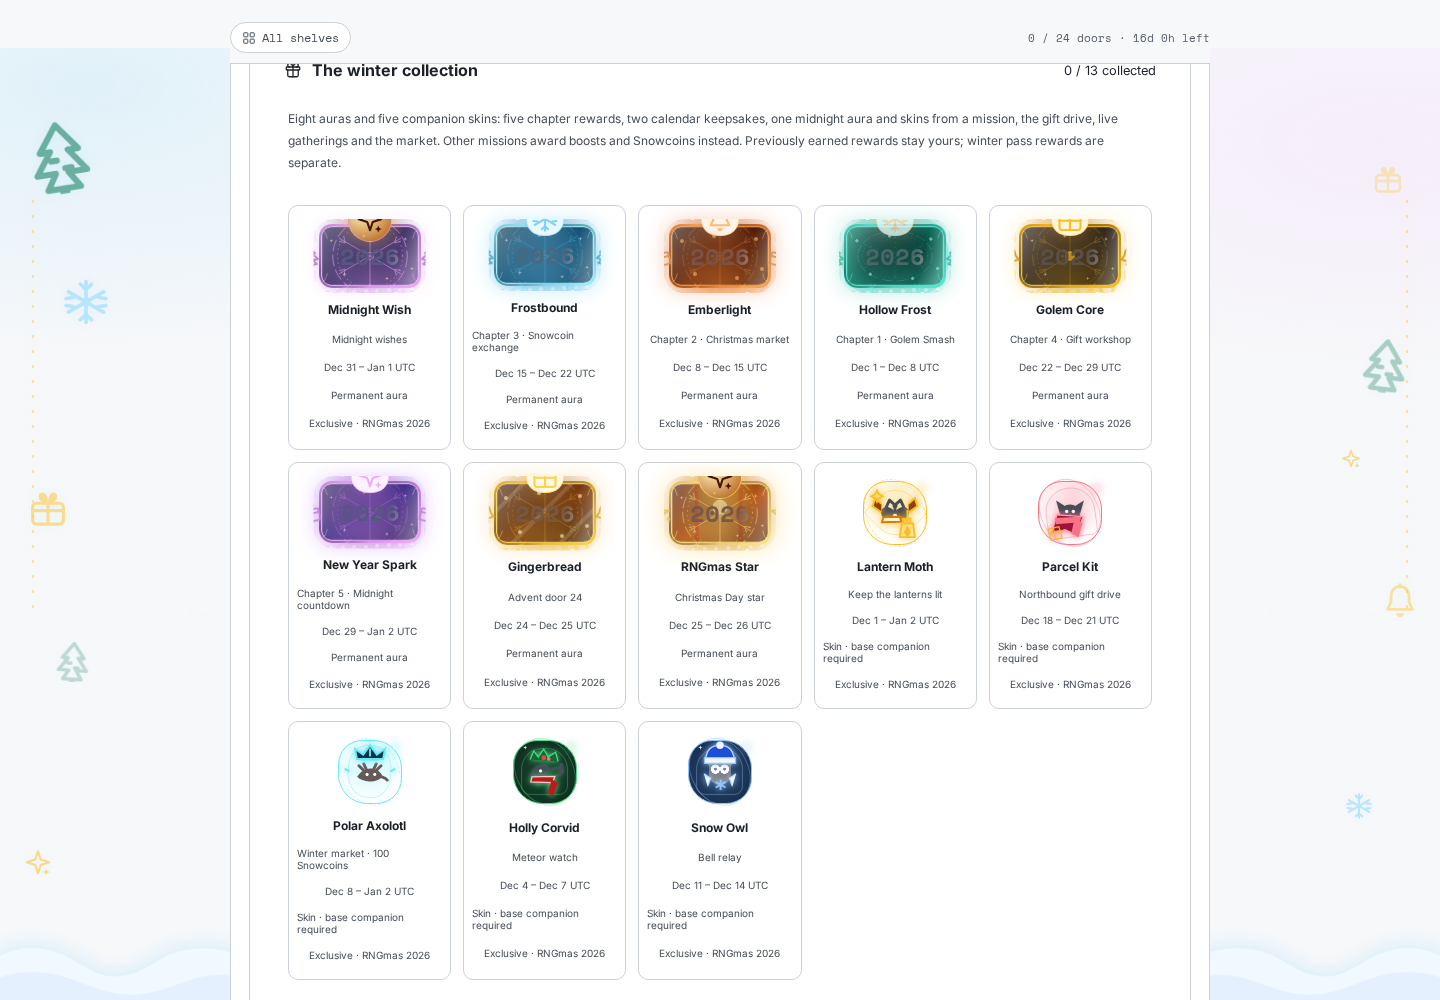 All shelves
0 / 24 doors · 16d 0h left
The winter collection
0 / 13 collected
Eight auras and five companion skins: five chapter rewards, two calendar keepsakes, one midnight aura and skins from a mission, the gift drive, live
gatherings and the market. Other missions award boosts and Snowcoins instead. Previously earned rewards stay yours; winter pass rewards are
separate.
2026
Midnight Wish
Midnight wishes
Dec 31 – Jan 1 UTC
Permanent aura
Exclusive · RNGmas 2026
2026
Frostbound
Chapter 3 · Snowcoin
exchange
Dec 15 – Dec 22 UTC
Permanent aura
Exclusive · RNGmas 2026
2026
Emberlight
Chapter 2 · Christmas market
Dec 8 – Dec 15 UTC
Permanent aura
Exclusive · RNGmas 2026
2026
Hollow Frost
Chapter 1 · Golem Smash
Dec 1 – Dec 8 UTC
Permanent aura
Exclusive · RNGmas 2026
2026
Golem Core
Chapter 4 · Gift workshop
Dec 22 – Dec 29 UTC
Permanent aura
Exclusive · RNGmas 2026
2026
New Year Spark
Chapter 5 · Midnight
countdown
Dec 29 – Jan 2 UTC
Permanent aura
Exclusive · RNGmas 2026
2026
Gingerbread
Advent door 24
Dec 24 – Dec 25 UTC
Permanent aura
Exclusive · RNGmas 2026
2026
RNGmas Star
Christmas Day star
Dec 25 – Dec 26 UTC
Permanent aura
Exclusive · RNGmas 2026
Lantern Moth
Keep the lanterns lit
Dec 1 – Jan 2 UTC
Skin · base companion
required
Exclusive · RNGmas 2026
Parcel Kit
Northbound gift drive
Dec 18 – Dec 21 UTC
Skin · base companion
required
Exclusive · RNGmas 2026
Polar Axolotl
Winter market · 100
Snowcoins
Dec 8 – Jan 2 UTC
Skin · base companion
required
Exclusive · RNGmas 2026
Holly Corvid
Meteor watch
Dec 4 – Dec 7 UTC
Skin · base companion
required
Exclusive · RNGmas 2026
Snow Owl
Bell relay
Dec 11 – Dec 14 UTC
Skin · base companion
required
Exclusive · RNGmas 2026